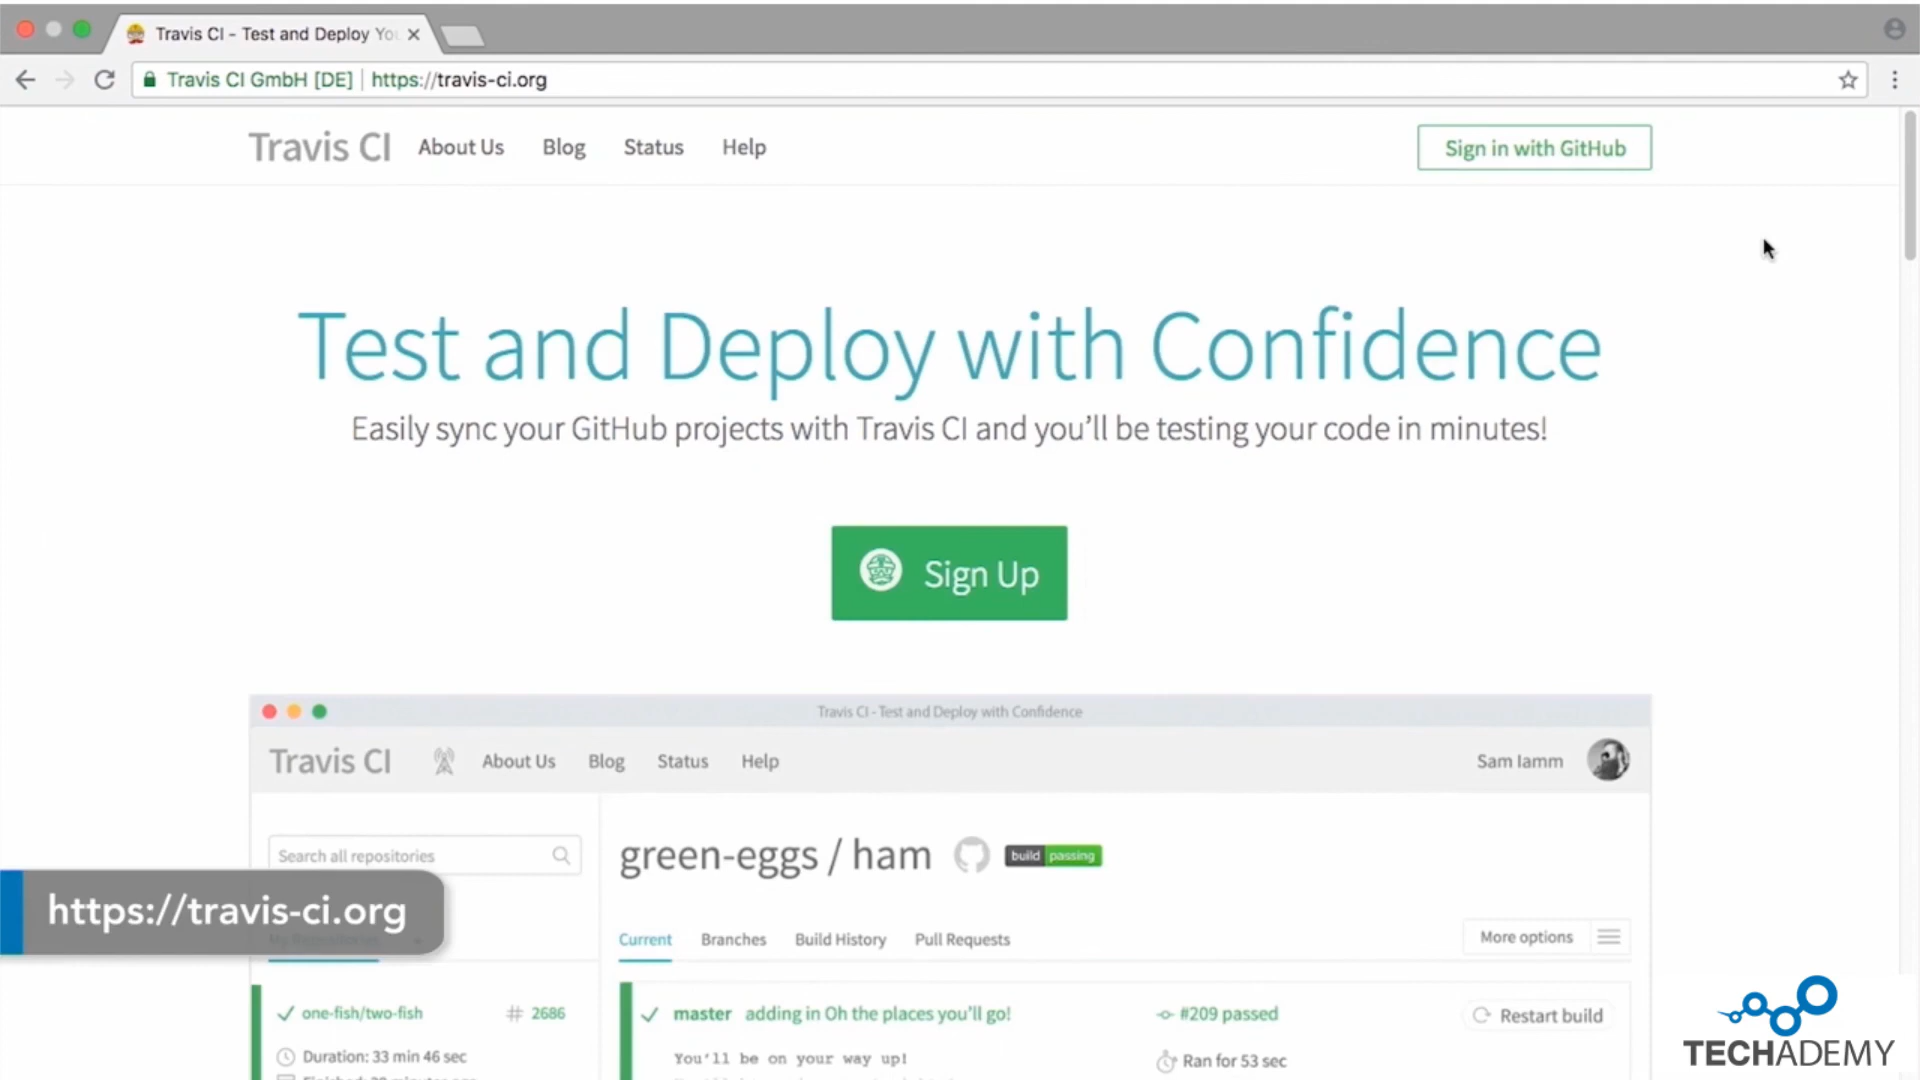 Travis CI - Test and Deploy Yo
Travis CI GmbH [DE] | https://travis-ci.org
Travis CI About Us Blog Status Help Sign in with GitHub
Test and Deploy with Confidence
Easily sync your GitHub projects with Travis CI and you'll be testing your code in minutes!
Sign Up
Travis CI - Test and Deploy with Confidence
Travis CI About Us Blog Status Help Sam Iamm
Search all repositories
green-eggs / ham build passing
https://travis-ci.org
Current Branches Build History Pull Requests More options
one-fish/two-fish # 2686
master adding in Oh the places you'll go! #209 passed Restart build
Duration: 33 min 46 sec
You'll be on your way up! Ran for 53 sec
TECHADEMY